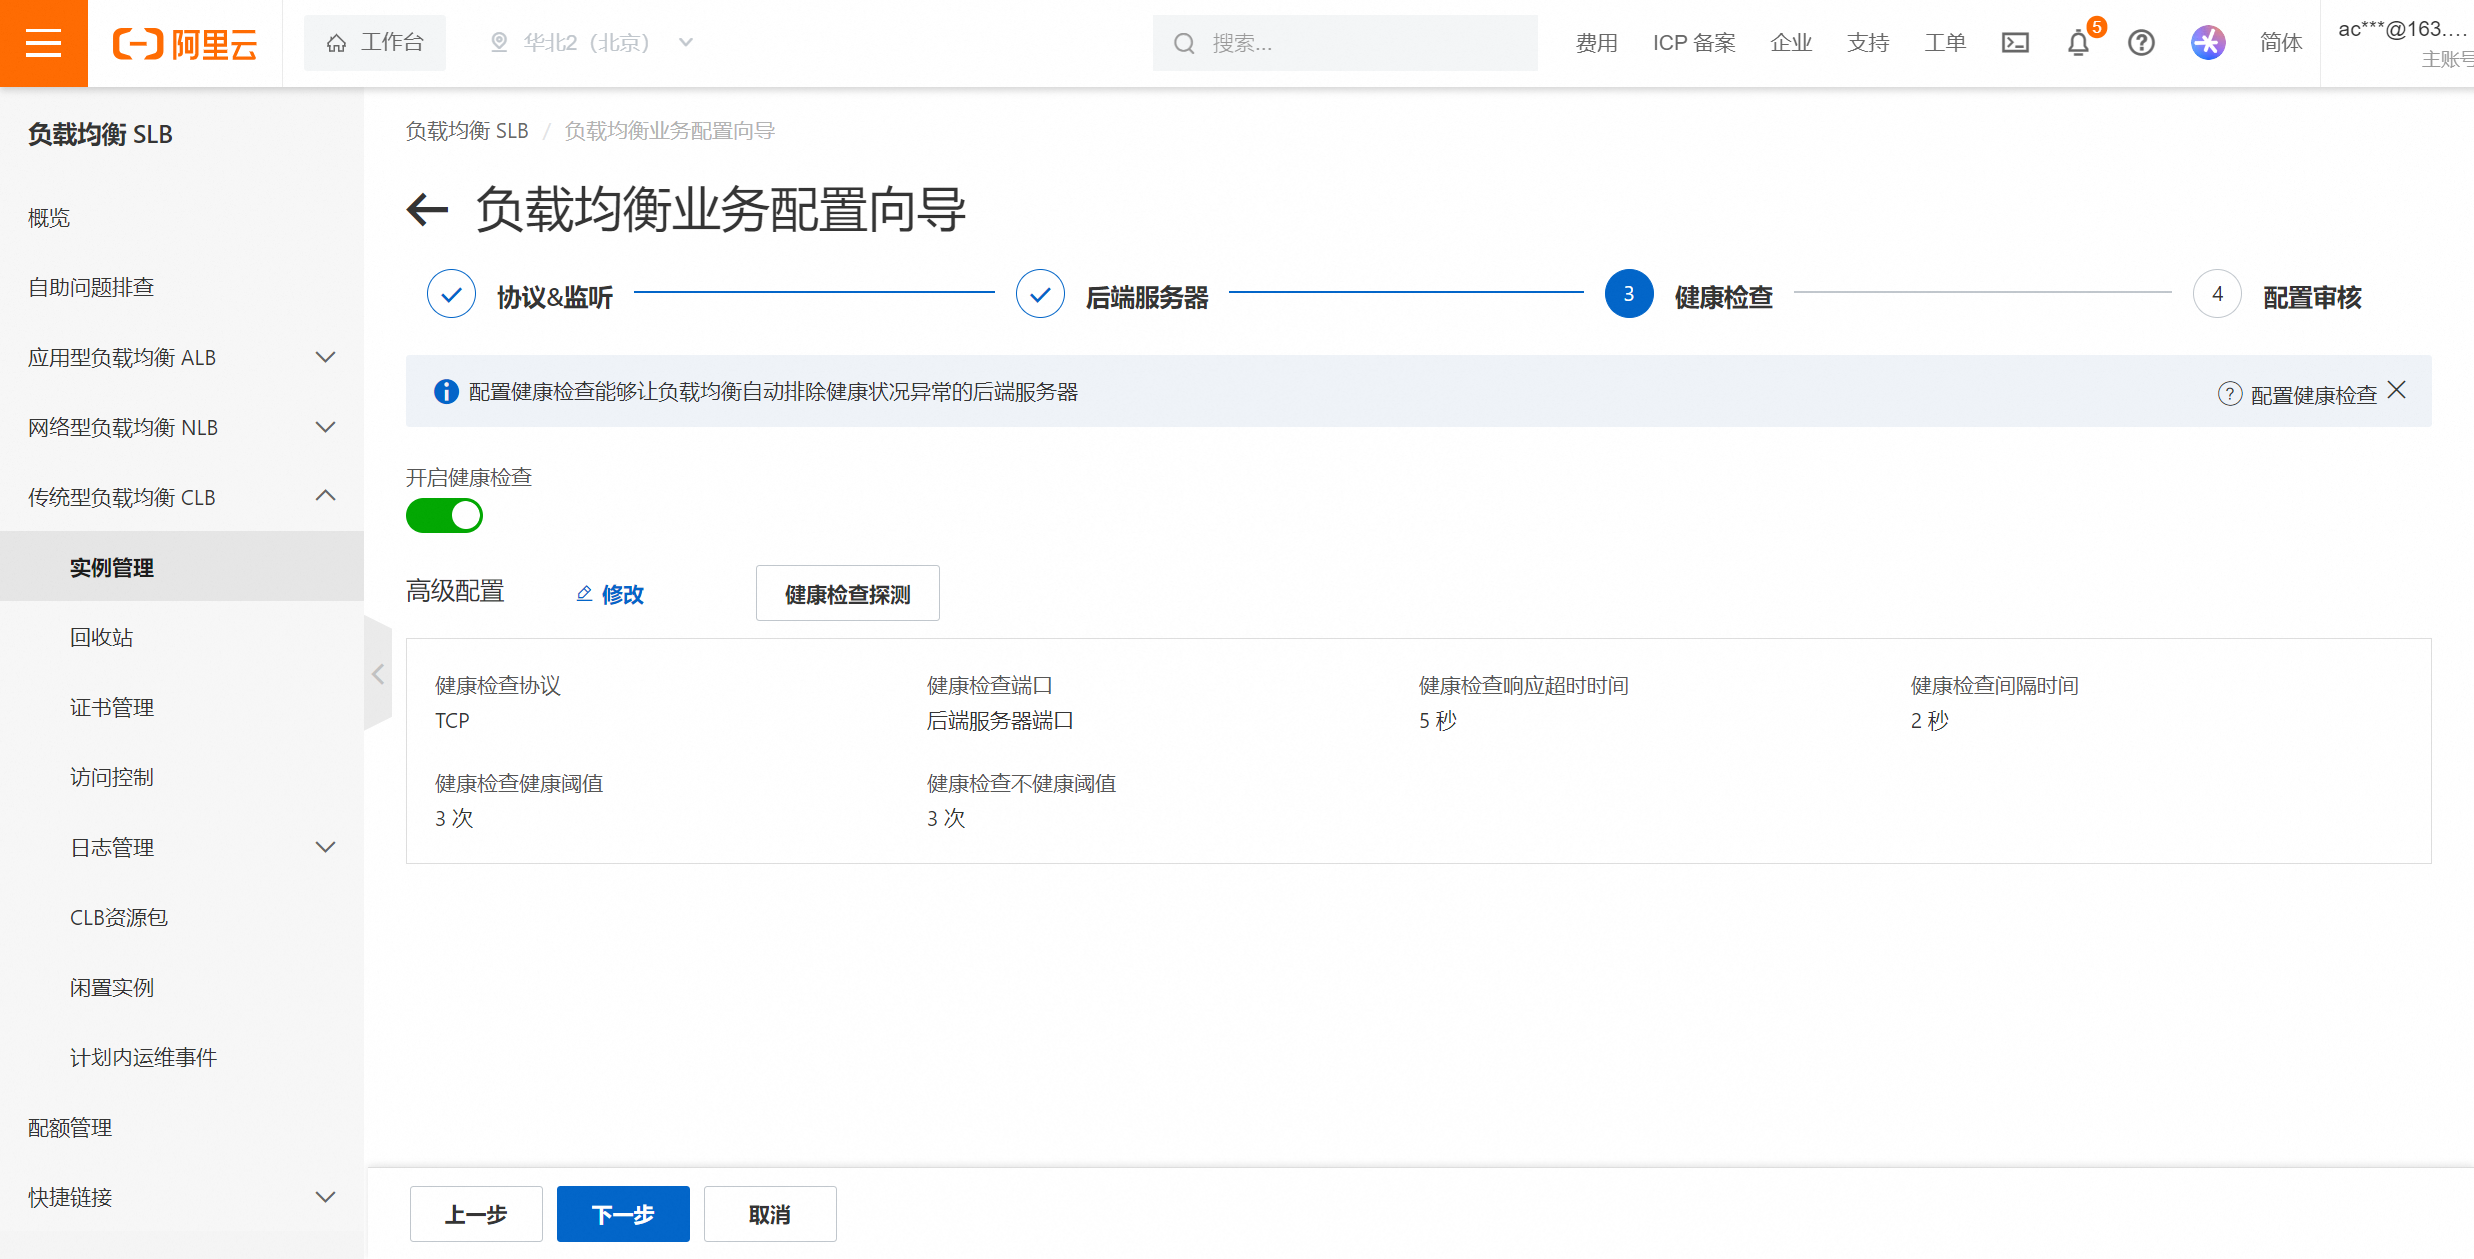 阿里云
工作台
华北2（北京）
搜索...
费用
ICP 备案
企业
支持
工单
5
简体
ac***@163....
主账号
负载均衡 SLB
概览
自助问题排查
应用型负载均衡 ALB
网络型负载均衡 NLB
传统型负载均衡 CLB
实例管理
回收站
证书管理
访问控制
日志管理
CLB资源包
闲置实例
计划内运维事件
配额管理
快捷链接
负载均衡 SLB / 负载均衡业务配置向导
负载均衡业务配置向导
协议&监听
后端服务器
3 健康检查
4 配置审核
配置健康检查能够让负载均衡自动排除健康状况异常的后端服务器
配置健康检查
开启健康检查
高级配置
修改
健康检查探测
健康检查协议
TCP
健康检查端口
后端服务器端口
健康检查响应超时时间
5 秒
健康检查间隔时间
2 秒
健康检查健康阈值
3 次
健康检查不健康阈值
3 次
上一步
下一步
取消